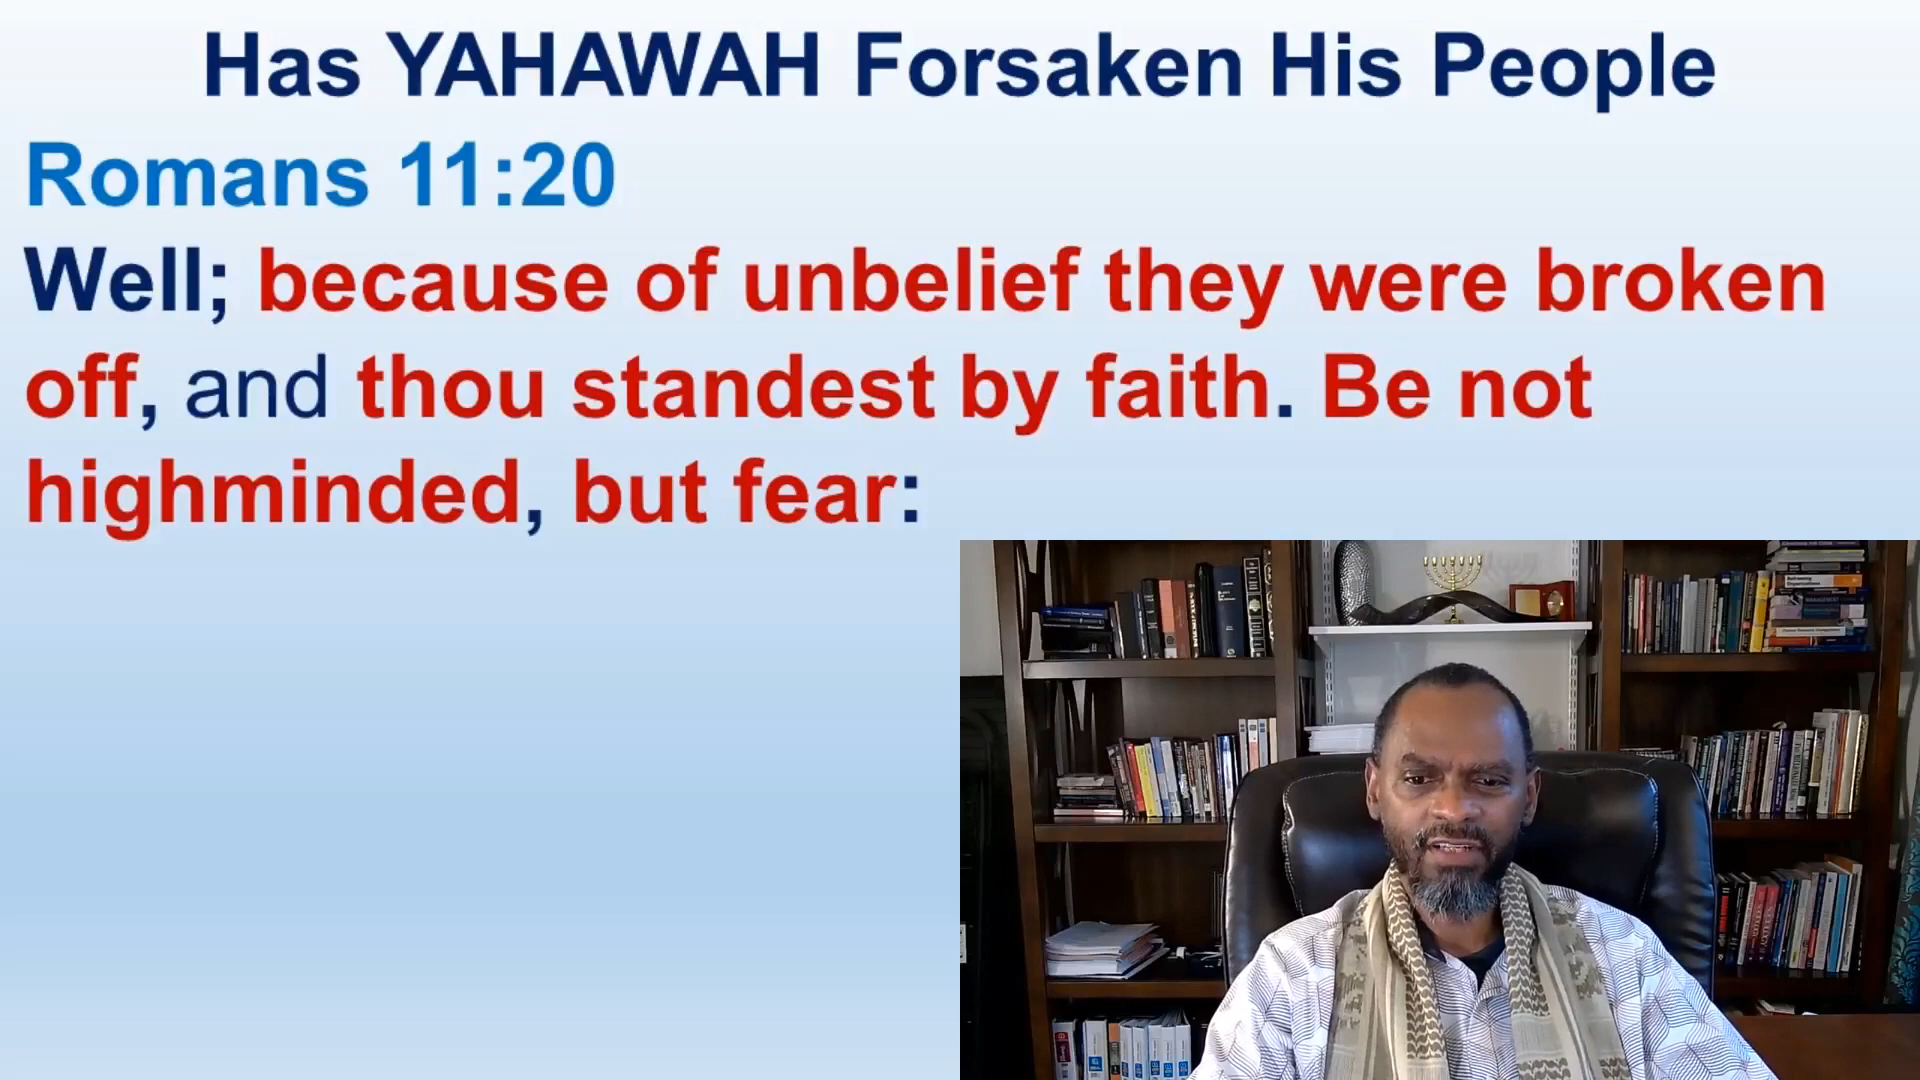 Has YAHAWAH Forsaken His People
Romans 11:20
Well; because of unbelief they were broken
off, and thou standest by faith. Be not
highminded, but fear: